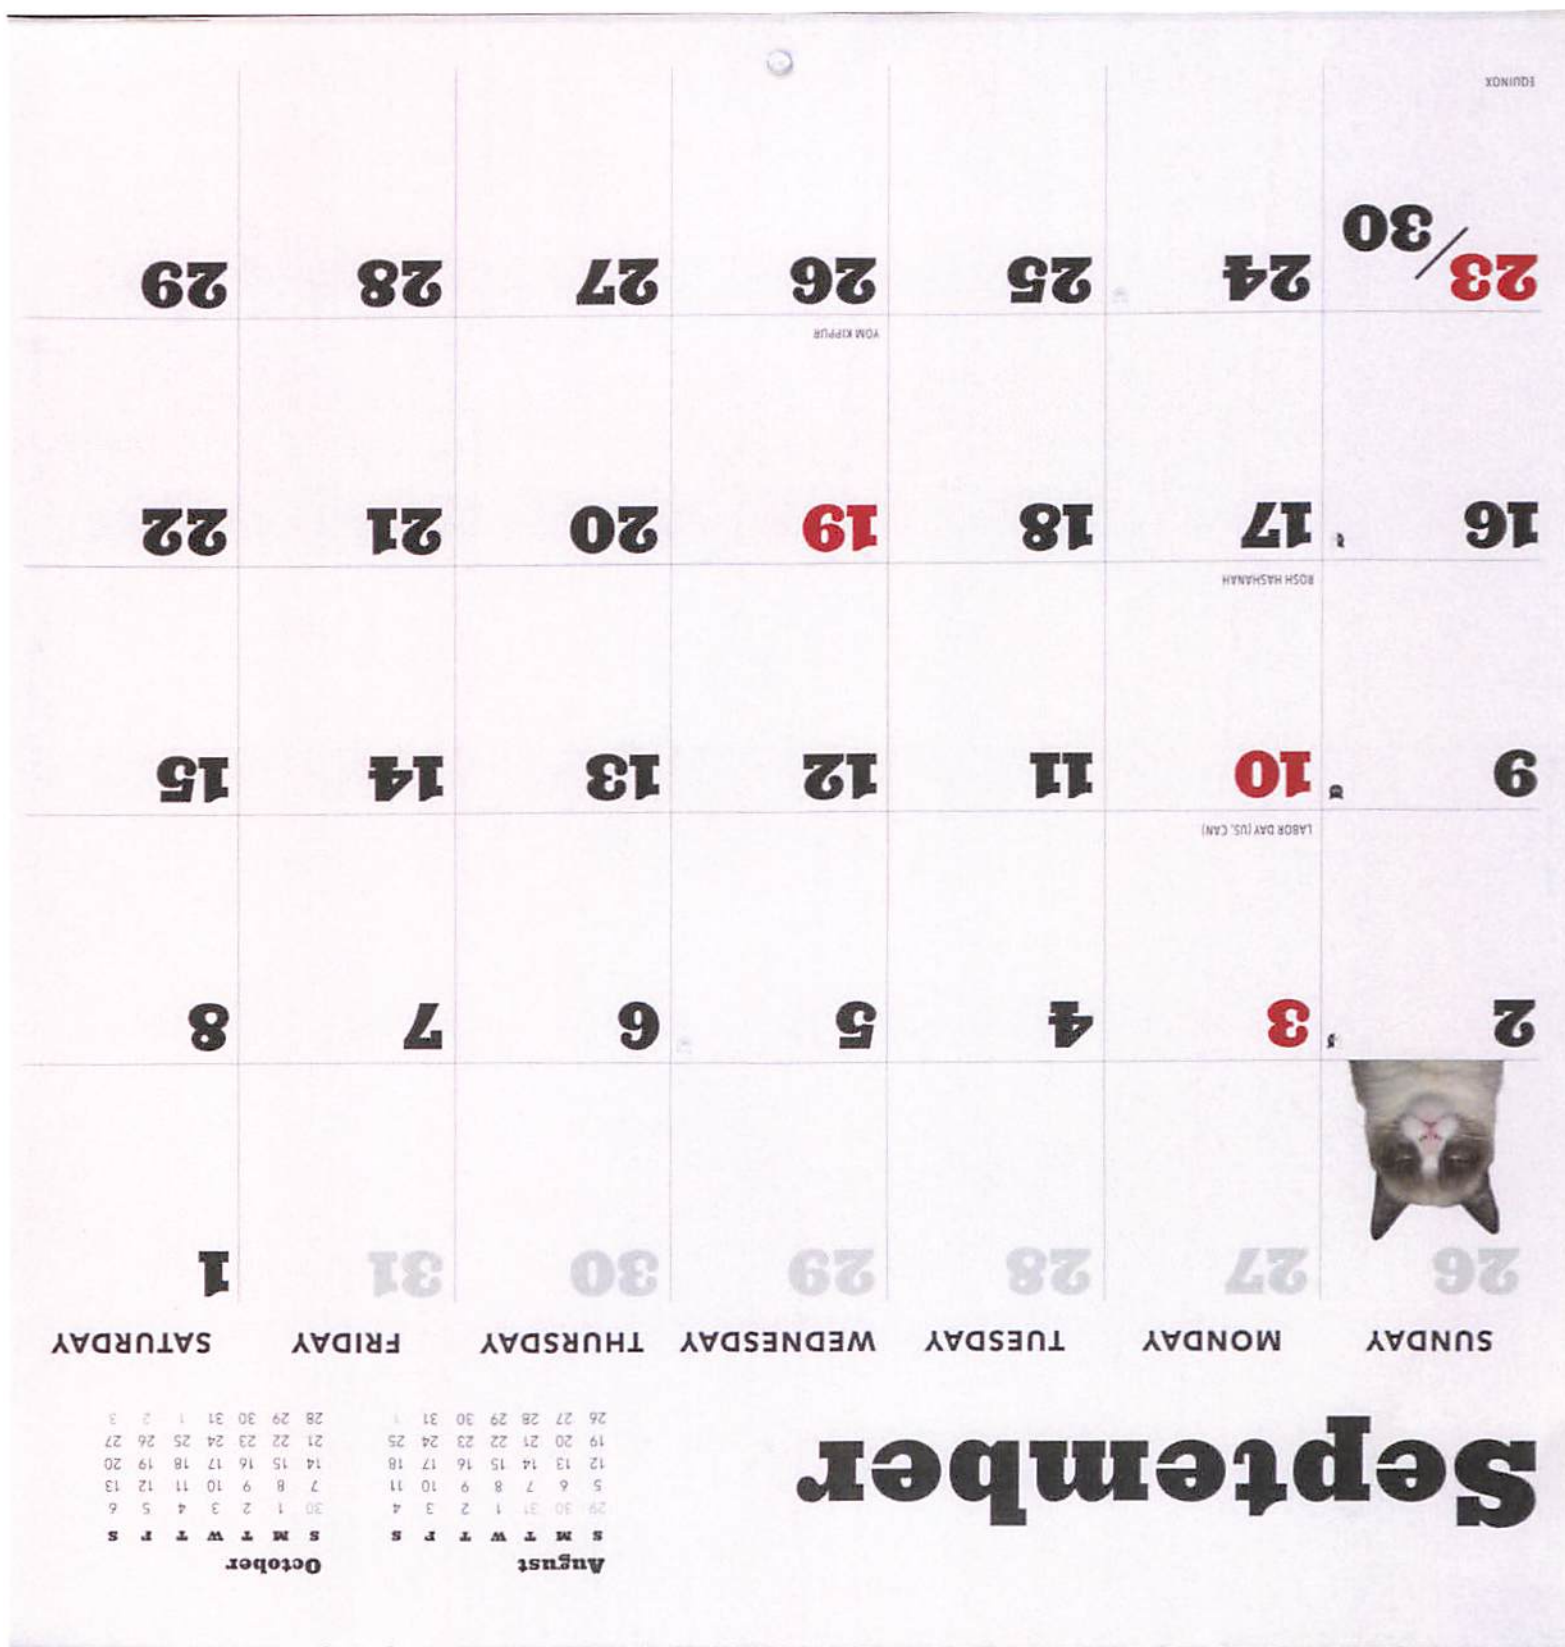 September
August
S M T W T F S
29 30 31 1 2 3 4
5 6 7 8 9 10 11
12 13 14 15 16 17 18
19 20 21 22 23 24 25
26 27 28 29 30 31 1
October
S M T W T F S
30 1 2 3 4 5 6
7 8 9 10 11 12 13
14 15 16 17 18 19 20
21 22 23 24 25 26 27
28 29 30 31 1 2 3
SUNDAY MONDAY TUESDAY WEDNESDAY THURSDAY FRIDAY SATURDAY
26 27 28 29 30 31 1
2 3 4 5 6 7 8
LABOR DAY (US, CAN)
9 10 11 12 13 14 15
ROSH HASHANAH
16 17 18 19 20 21 22
YOM KIPPUR
23/30 24 25 26 27 28 29
EQUINOX